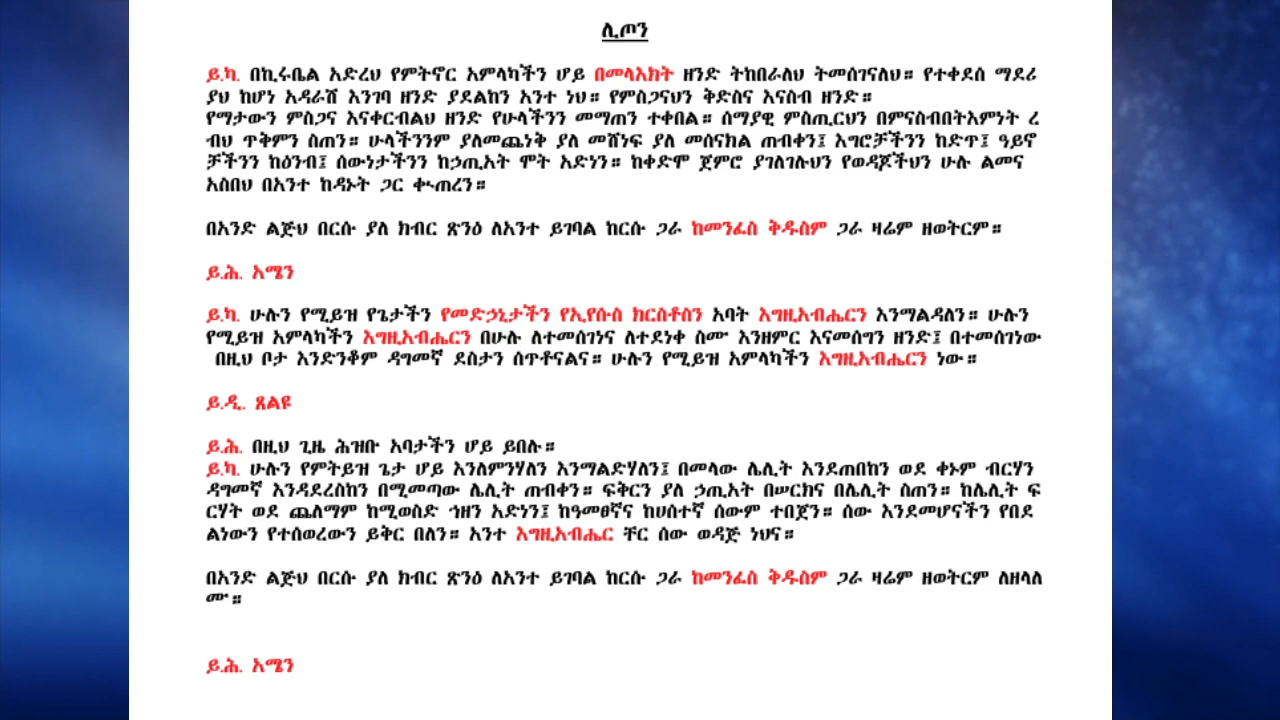 ሊጦን
ይ.ካ. በኪሩቤል አድረህ የምትኖር አምላካችን ሆይ በመላእክት ዘንድ ትከበራለህ ትመሰገናለህ። የተቀደሰ ማደሪ
ያህ ከሆነ አዳራሽ እንገባ ዘንድ ያደልከን አንተ ነህ። የምስጋናህን ቅድስና እናስብ ዘንድ።
የማታውን ምስጋና እናቀርብልህ ዘንድ የሁላችንን መማጠን ተቀበል። ሰማያዊ ምስጢርህን በምናስብበትእምነት ረ
ብህ ጥቅምን ስጠን። ሁላችንንም ያለመጨነቅ ያለ መሸነፍ ያለ መሰናክል ጠብቀን፤ እግሮቻችንን ከድጥ፤ ዓይኖ
ቻችንን ከዕንብ፤ ሰውነታችንን ከኃጢአት ሞት አድነን። ከቀድሞ ጀምሮ ያገለገሉህን የወዳጆችህን ሁሉ ልመና
አስበህ በአንተ ከዳኑት ጋር ቍጠረን።
በአንድ ልጅህ በርሱ ያለ ክብር ጽንዕ ለአንተ ይገባል ከርሱ ጋራ ከመንፈስ ቅዱስም ጋራ ዛሬም ዘወትርም።
ይ.ሕ. አሜን
ይ.ካ. ሁሉን የሚይዝ የጌታችን የመድኃኒታችን የኢየሱስ ክርስቶስን አባት እግዚአብሔርን እንማልዳለን። ሁሉን
የሚይዝ አምላካችን እግዚአብሔርን በሁሉ ለተመሰገነና ለተደነቀ ስሙ እንዘምር እናመሰግን ዘንድ፤ በተመሰገነው
በዚህ ቦታ እንድንቆም ዳግመኛ ደስታን ሰጥቶናልና። ሁሉን የሚይዝ አምላካችን እግዚአብሔርን ነው።
ይ.ዲ. ጸልዩ
ይ.ሕ. በዚህ ጊዜ ሕዝቡ አባታችን ሆይ ይበሉ።
ይ.ካ. ሁሉን የምትይዝ ጌታ ሆይ እንለምንሃለን እንማልድሃለን፤ በመላው ሌሊት እንደጠበከን ወደ ቀኑም ብርሃን
ዳግመኛ እንዳደረስከን በሚመጣው ሌሊት ጠብቀን። ፍቅርን ያለ ኃጢአት በሠርክና በሌሊት ስጠን። ከሌሊት ፍ
ርሃት ወደ ጨለማም ከሚወስድ ኀዘን አድነን፤ ከዓመፀኛና ከሀሰተኛ ሰውም ተበጀን። ሰው እንደመሆናችን የበደ
ልነውን የተሰወረውን ይቅር በለን። አንተ እግዚአብሔር ቸር ሰው ወዳጅ ነህና።
በአንድ ልጅህ በርሱ ያለ ክብር ጽንዕ ለአንተ ይገባል ከርሱ ጋራ ከመንፈስ ቅዱስም ጋራ ዛሬም ዘወትርም ለዘላለ
ሙ።
ይ.ሕ. አሜን